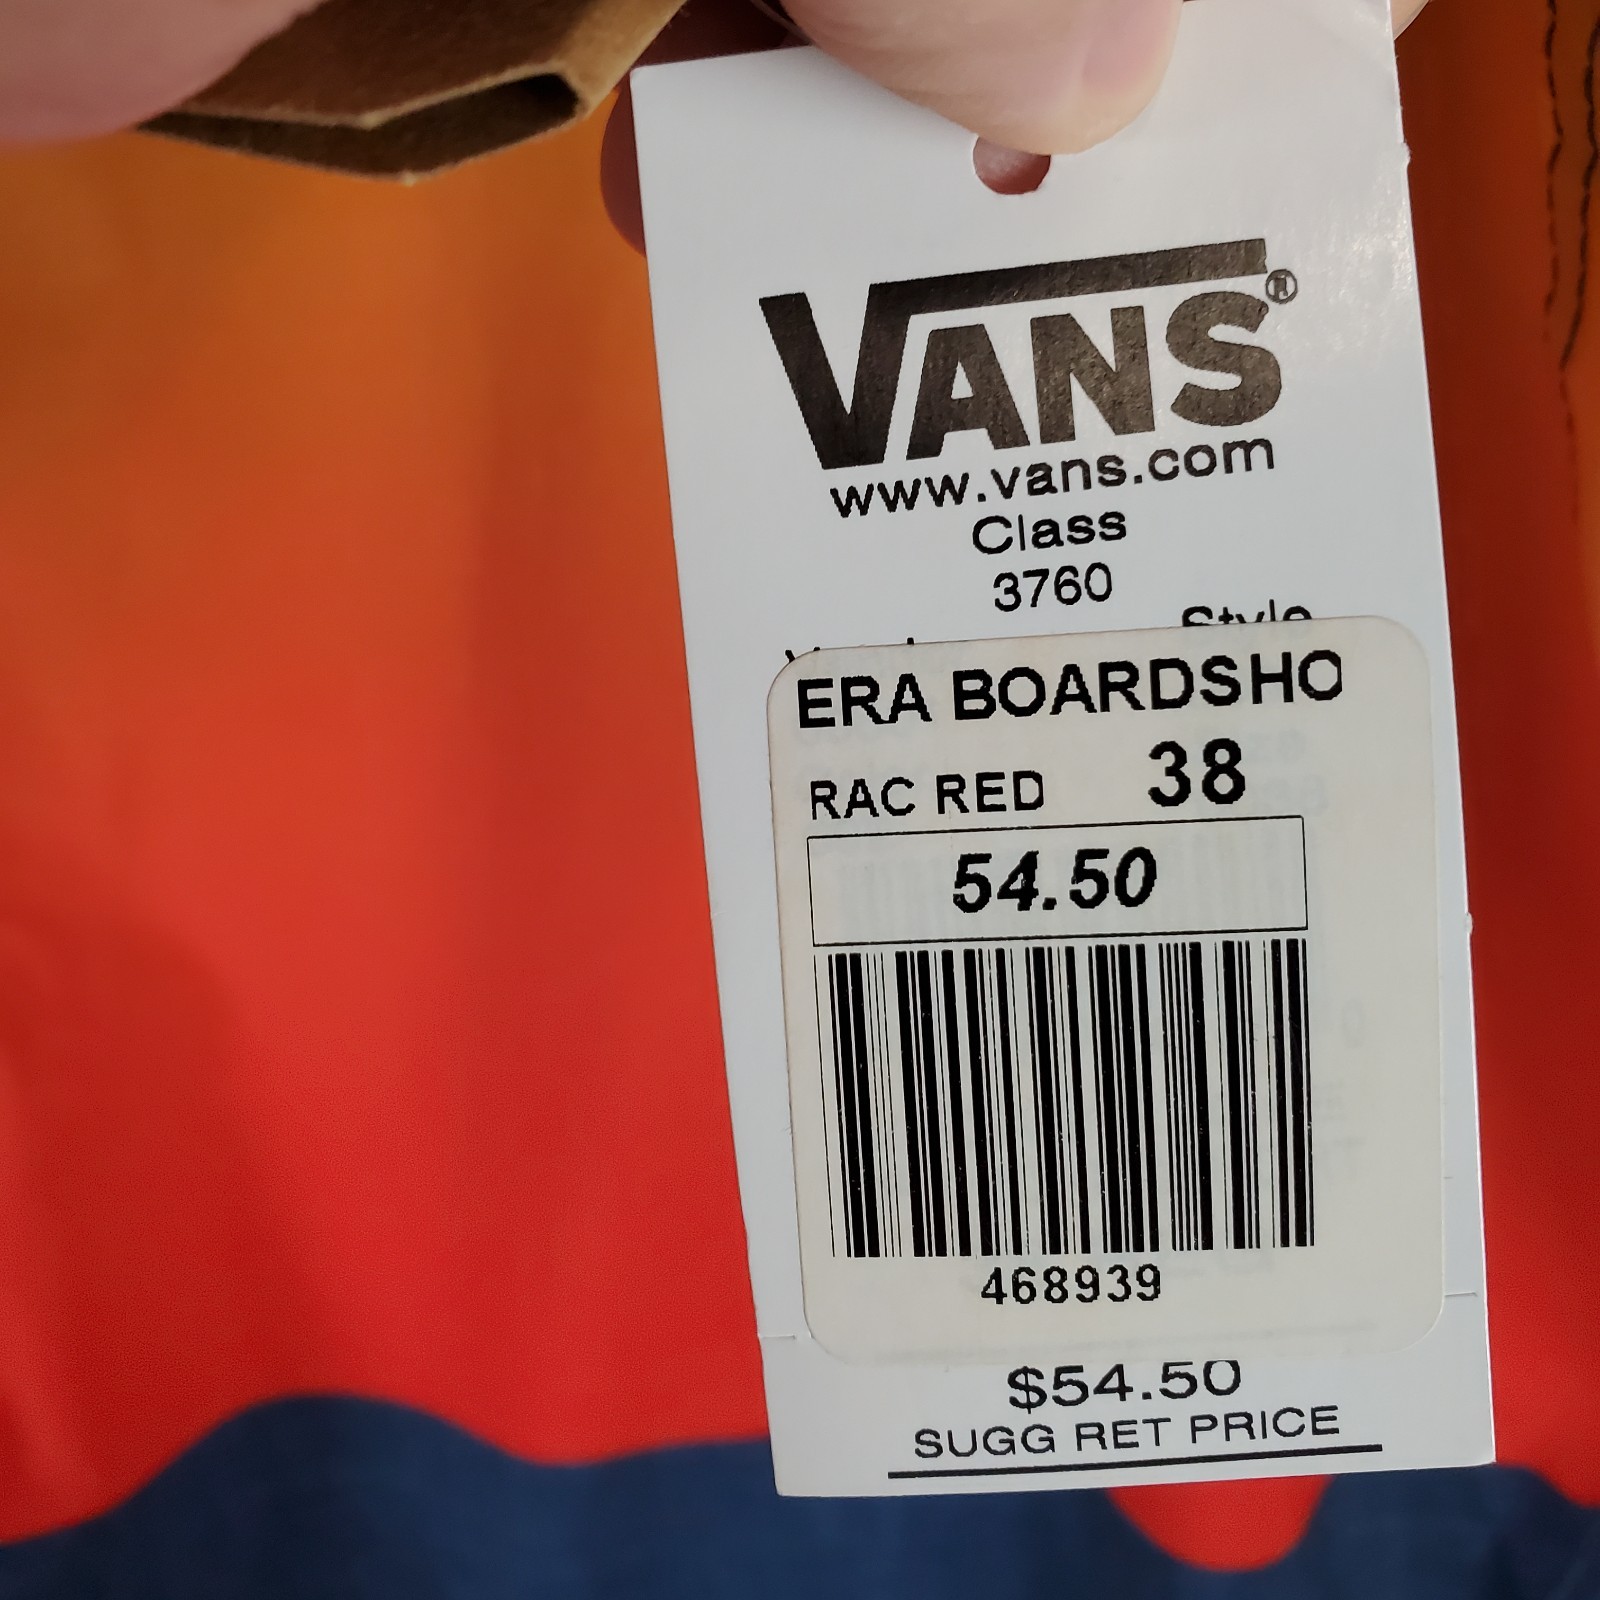 VANS®
www.vans.com
Class
3760
Style
ERA BOARDSHO
RAC RED 38
54.50
468939
$54.50
SUGG RET PRICE